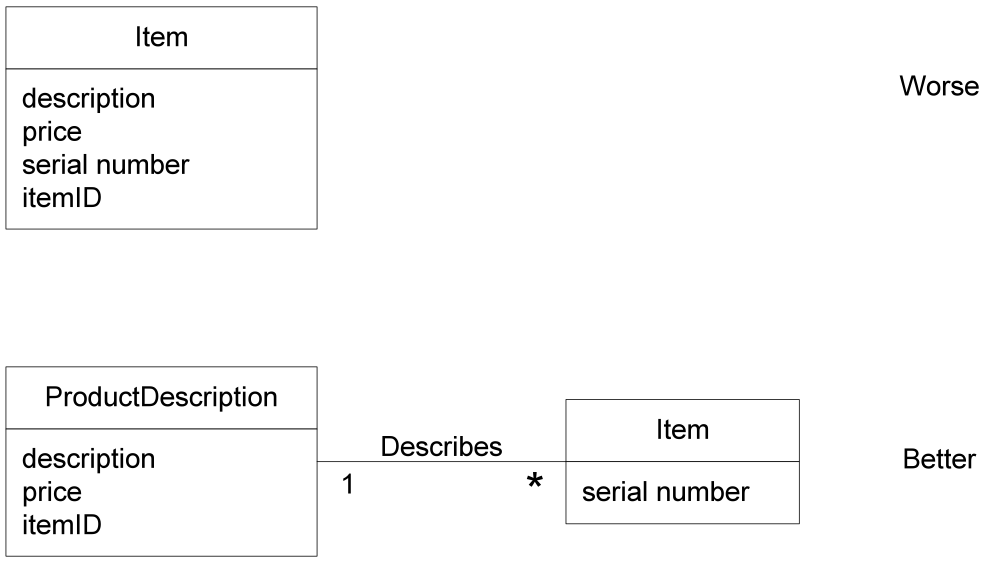 Item
Worse
description
price
serial number
itemID
ProductDescription
Describes
Item
Better
description
price
itemID
1
*
serial number